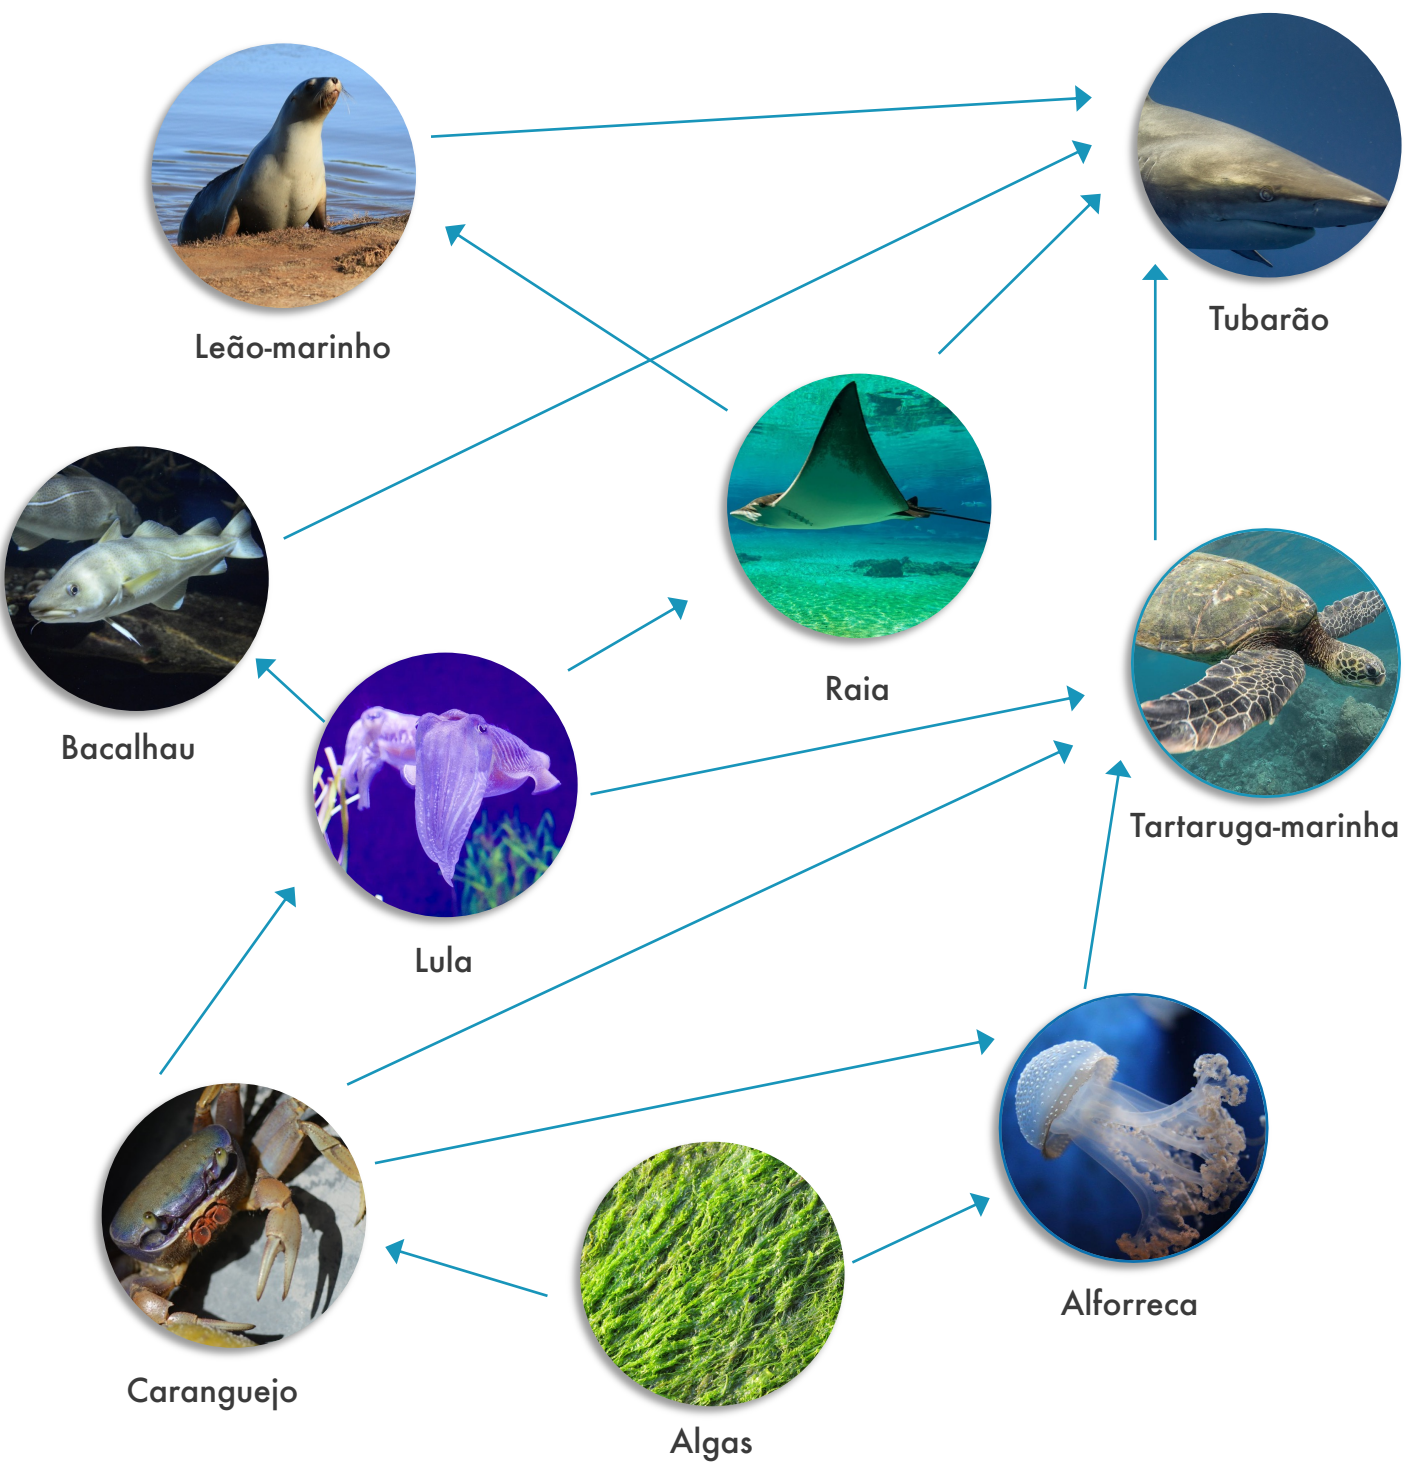 Leão-marinho
Tubarão
Raia
Bacalhau
Tartaruga-marinha
Lula
Alforreca
Caranguejo
Algas